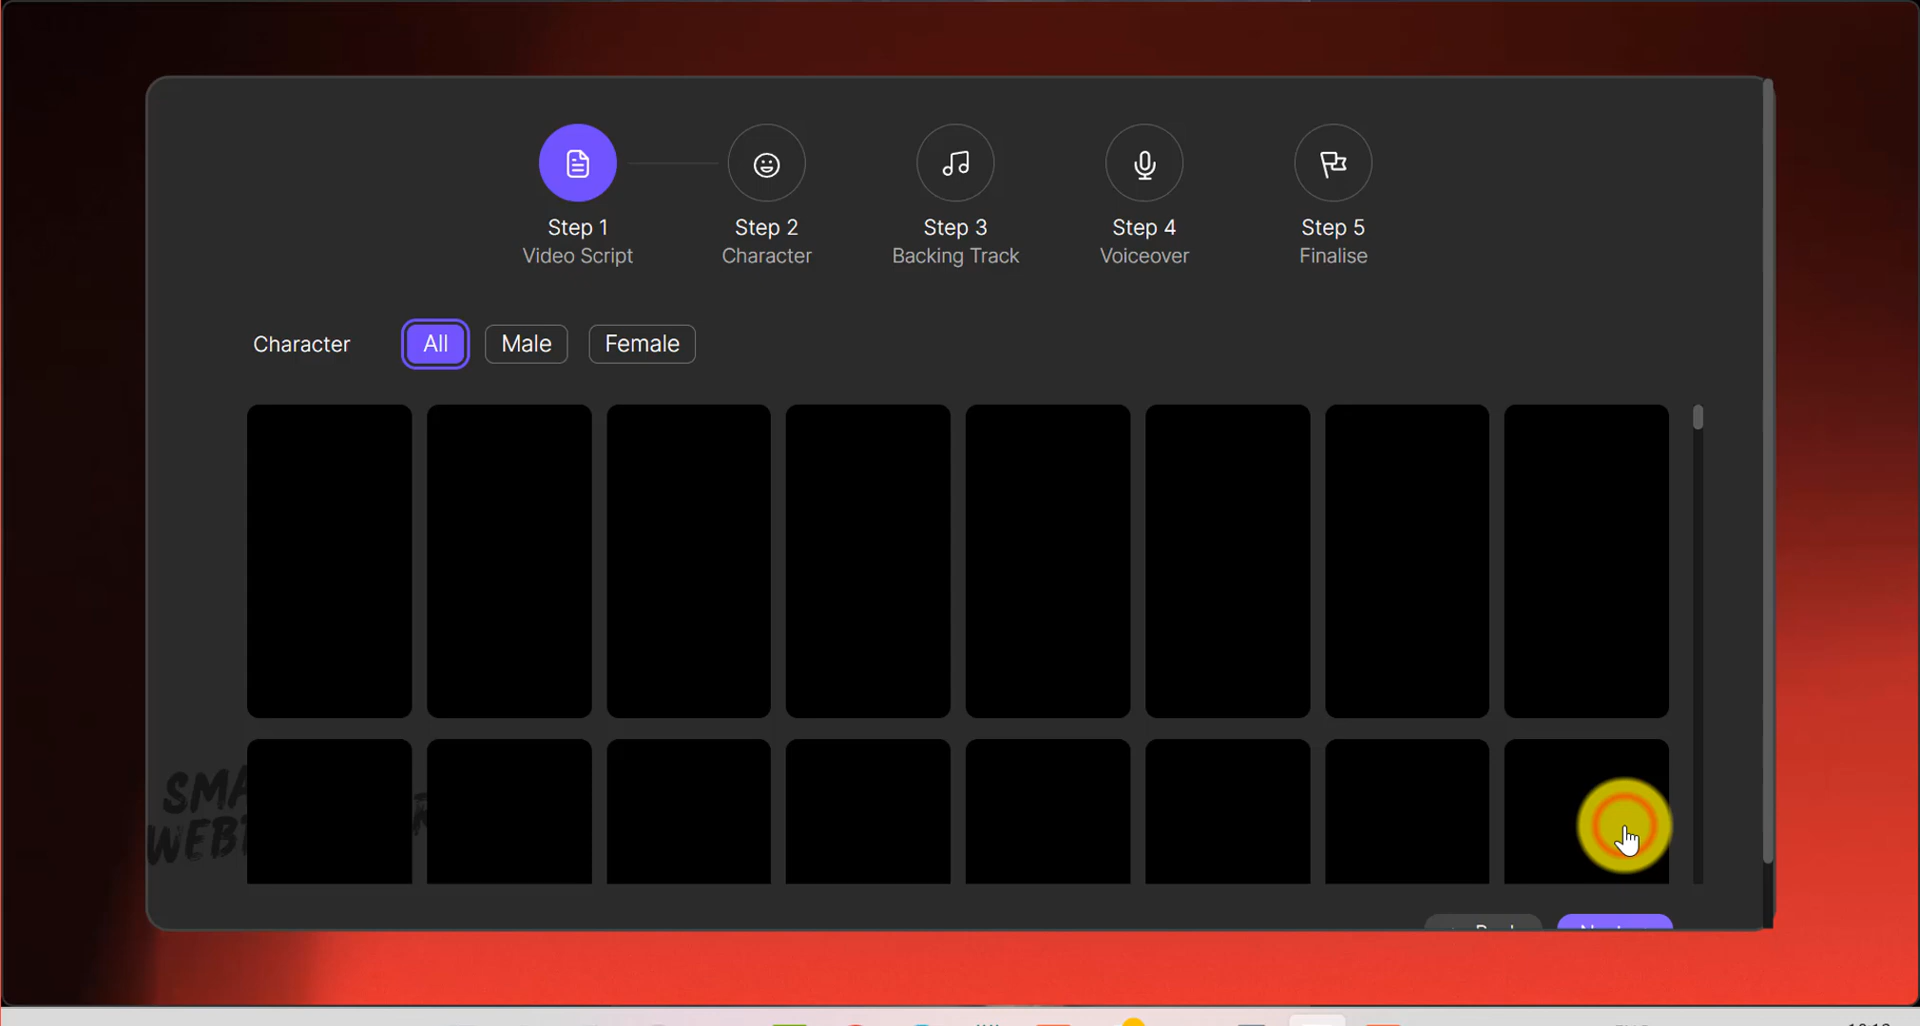 Step 1
Video Script
Step 2
Character
Step 3
Backing Track
Step 4
Voiceover
Step 5
Finalise
Character
All
Male
Female